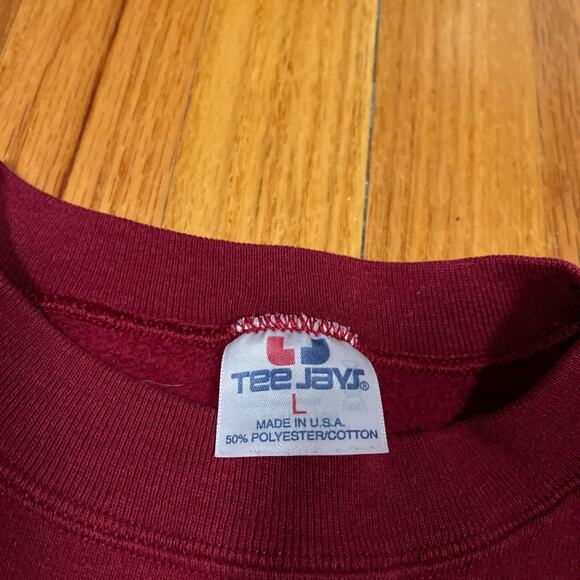 TEE JAYS®
L
MADE IN U.S.A.
50% POLYESTER/COTTON